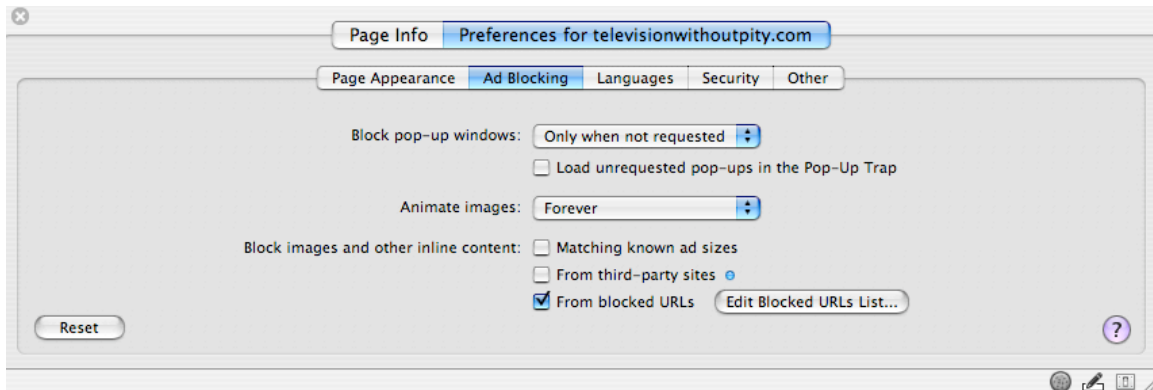 Page Info Preferences for televisionwithoutpity.com
Page Appearance Ad Blocking Languages Security Other
Block pop-up windows: Only when not requested
Load unrequested pop-ups in the Pop-Up Trap
Animate images: Forever
Block images and other inline content: Matching known ad sizes
From third-party sites
From blocked URLs Edit Blocked URLs List...
Reset ?